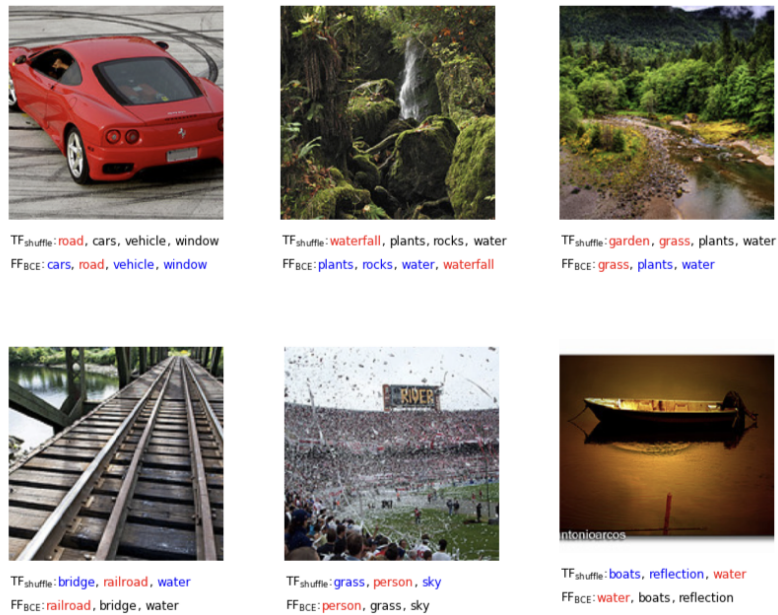 TFshuffle: road, cars, vehicle, window
FFBCE: cars, road, vehicle, window
TFshuffle: waterfall, plants, rocks, water
FFBCE: plants, rocks, water, waterfall
TFshuffle: garden, grass, plants, water
FFBCE: grass, plants, water
RIVER
ntonioarcos
TFshuffle: bridge, railroad, water
FFBCE: railroad, bridge, water
TFshuffle: grass, person, sky
FFBCE: person, grass, sky
TFshuffle: boats, reflection, water
FFBCE: water, boats, reflection